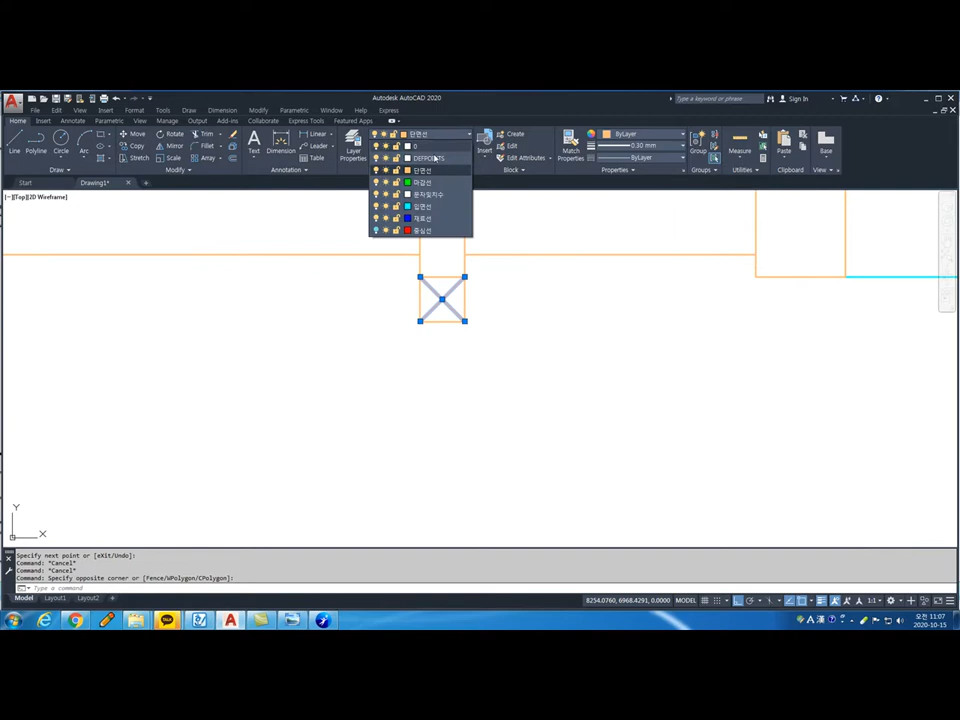 Autodesk AutoCAD 2020
Type a keyword or phrase
Sign In
File Edit View Insert Format Tools Draw Dimension Modify Parametric Window Help Express
Home Insert Annotate Parametric View Manage Output Add-ins Collaborate Express Tools Featured Apps
Line Polyline Circle Arc
Move Rotate Trim
Copy Mirror Fillet
Stretch Scale Array
Text Dimension
Linear
Leader
Table
Layer Properties
단면선
Insert
Create
Edit
Edit Attributes
Match Properties
ByLayer
0.30 mm
ByLayer
Group
Measure
Paste
Base
Draw Modify Annotation Block Properties Groups Utilities Clipboard View
0
DEFPOINTS
단면선
마감선
문자및치수
입면선
재료선
중심선
Start Drawing1*
[−][Top][2D Wireframe]
Y
X
Specify next point or [eXit/Undo]:
Command: *Cancel*
Command: *Cancel*
Command: Specify opposite corner or [Fence/WPolygon/CPolygon]:
Type a command
Model Layout1 Layout2
8254.0760, 6968.4291, 0.0000 MODEL
1:1
TALK
A 漢
오전 11:07
2020-10-15